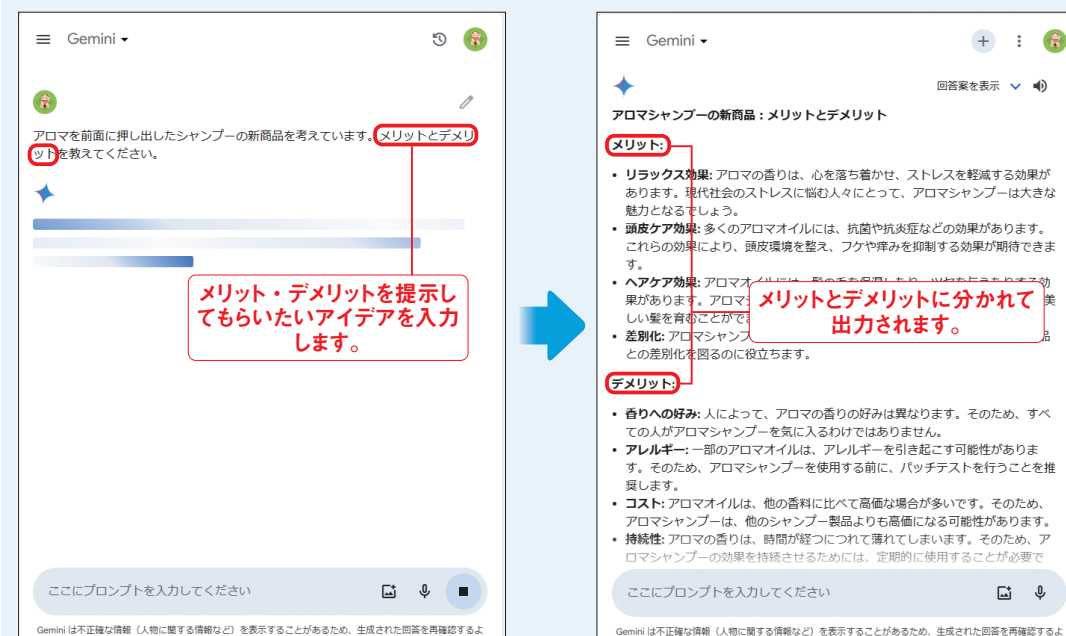 Gemini
アロマを前面に押し出したシャンプーの新商品を考えています。メリットとデメリ
ットを教えてください。
メリット・デメリットを提示し
てもらいたいアイデアを入力
します。
ここにプロンプトを入力してください
Gemini は不正確な情報（人物に関する情報など）を表示することがあるため、生成された回答を再確認するよ
Gemini
回答案を表示
アロマシャンプーの新商品：メリットとデメリット
メリット:
• リラックス効果: アロマの香りは、心を落ち着かせ、ストレスを軽減する効果が
あります。現代社会のストレスに悩む人々にとって、アロマシャンプーは大きな
魅力となるでしょう。
• 頭皮ケア効果: 多くのアロマオイルには、抗菌や抗炎症などの効果があります。
これらの効果により、頭皮環境を整え、フケや痒みを抑制する効果が期待できま
す。
• ヘアケア効果: アロマオイルには、髪の毛を保湿したり、ツヤを与えたりする効
果があります。アロマ
美
しい髪を育むことができ
• 差別化: アロマシャンプ
品
との差別化を図るのに役立ちます。
メリットとデメリットに分かれて
出力されます。
デメリット:
• 香りへの好み: 人によって、アロマの香りの好みは異なります。そのため、すべ
ての人がアロマシャンプーを気に入るわけではありません。
• アレルギー: 一部のアロマオイルは、アレルギーを引き起こす可能性がありま
す。そのため、アロマシャンプーを使用する前に、パッチテストを行うことを推
奨します。
• コスト: アロマオイルは、他の香料に比べて高価な場合が多いです。そのため、
アロマシャンプーは、他のシャンプー製品よりも高価になる可能性があります。
• 持続性: アロマの香りは、時間が経つにつれて薄れてしまいます。そのため、ア
ロマシャンプーの効果を持続させるためには、定期的に使用することが必要で
ここにプロンプトを入力してください
Gemini は不正確な情報（人物に関する情報など）を表示することがあるため、生成された回答を再確認するよ